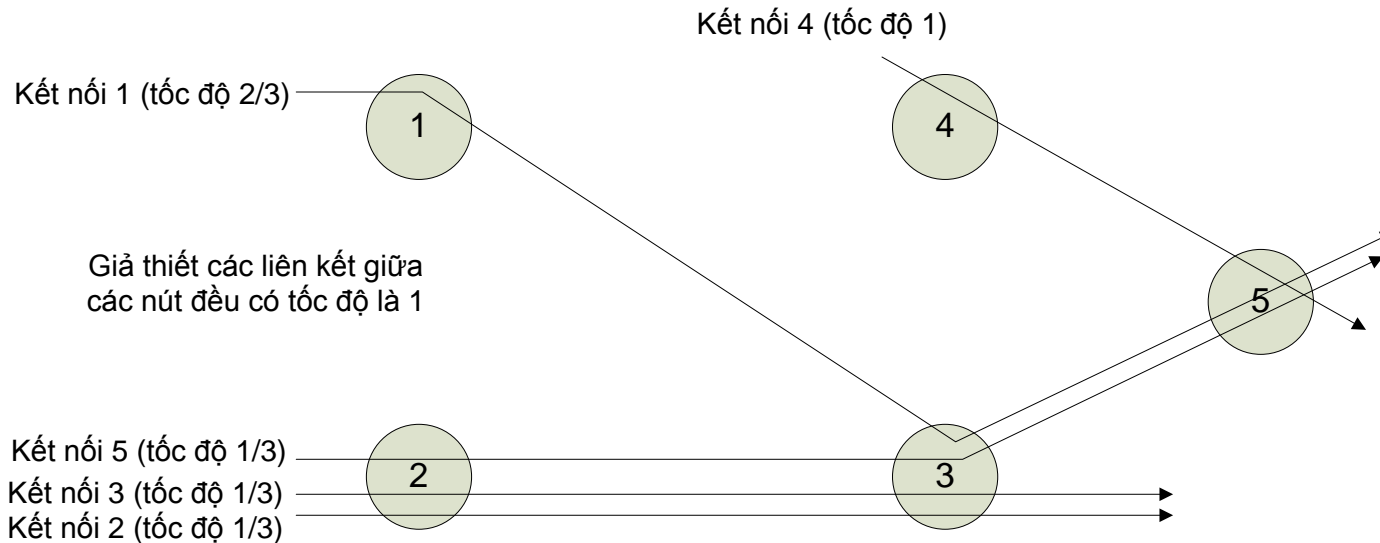 Kết nối 4 (tốc độ 1)
Kết nối 1 (tốc độ 2/3)
1
4
Giả thiết các liên kết giữa
các nút đều có tốc độ là 1
5
Kết nối 5 (tốc độ 1/3)
2
3
Kết nối 3 (tốc độ 1/3)
Kết nối 2 (tốc độ 1/3)